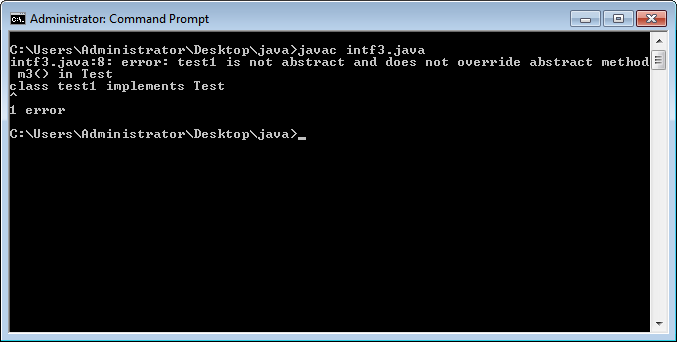 Administrator: Command Prompt
C:\Users\Administrator\Desktop\java>javac intf3.java
intf3.java:8: error: test1 is not abstract and does not override abstract method
 m3() in Test
class test1 implements Test
^
1 error
C:\Users\Administrator\Desktop\java>_